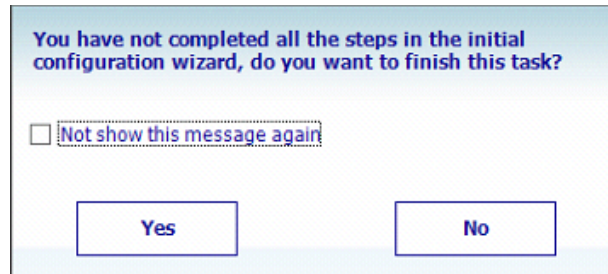 You have not completed all the steps in the initial
configuration wizard, do you want to finish this task?
Not show this message again
Yes
No